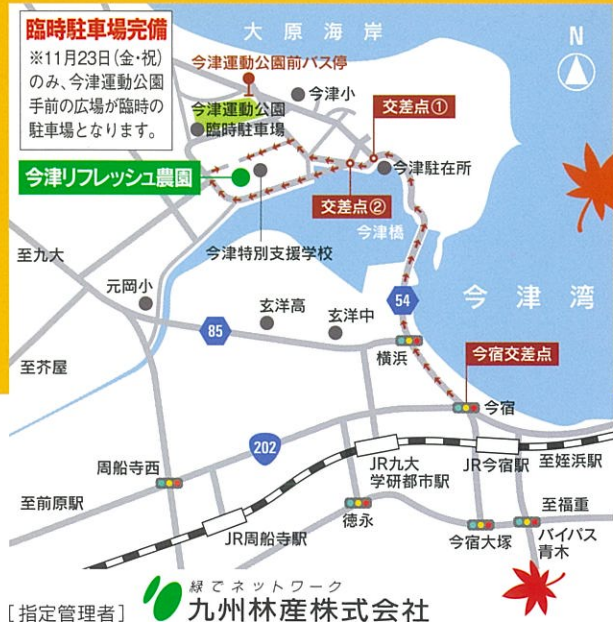 臨時駐車場完備
※11月23日(金・祝)
のみ、今津運動公園
手前の広場が臨時の
駐車場となります。
大原海岸
N
今津運動公園前バス停
今津小
交差点①
今津運動公園
臨時駐車場
今津駐在所
今津リフレッシュ農園
交差点②
今津特別支援学校
今津橋
至九大
元岡小
玄洋高
玄洋中
54
今津湾
85
横浜
今宿交差点
至芥屋
今宿
202
周船寺西
JR九大
学研都市駅
JR今宿駅
至姪浜駅
至前原駅
JR周船寺駅
徳永
今宿大塚
至福重
バイパス
青木
[指定管理者]
緑でネットワーク
九州林産株式会社